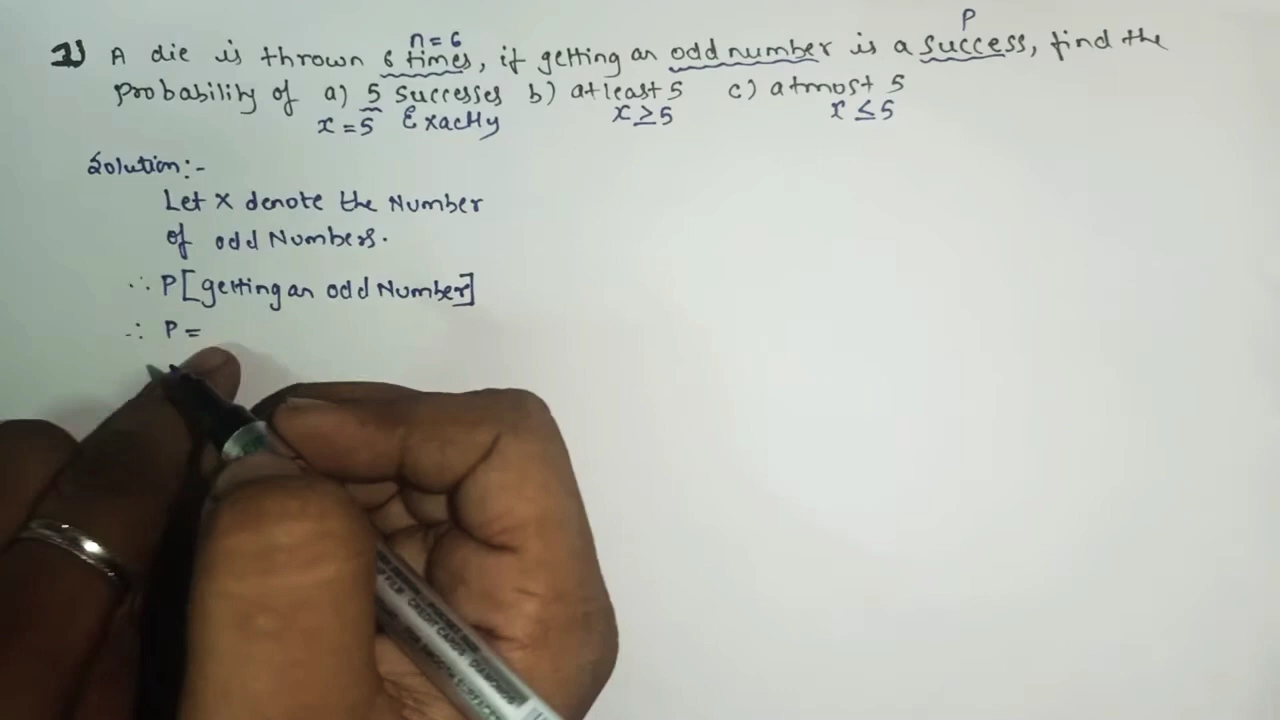 P
n=6
2) A die is thrown 6 times, if getting an odd number is a success, find the
probability of a) 5 successes b) atleast 5 c) atmost 5
x=5 Exactly x≥5 x≤5
Solution:-
Let X denote the Number
of odd Numbers.
∴ P[getting an odd Number]
∴ P =